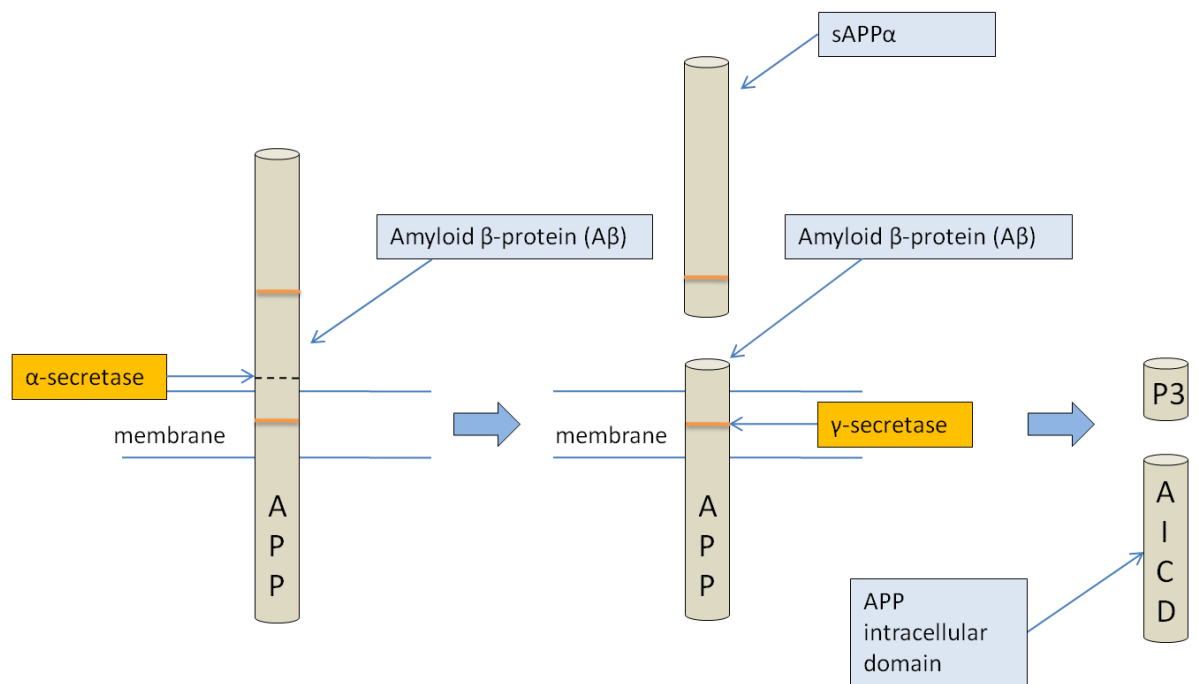 sAPPα
Amyloid β-protein (Aβ)
Amyloid β-protein (Aβ)
α-secretase
P3
membrane
membrane
γ-secretase
A
P
P
A
P
P
A
I
C
D
APP
intracellular
domain